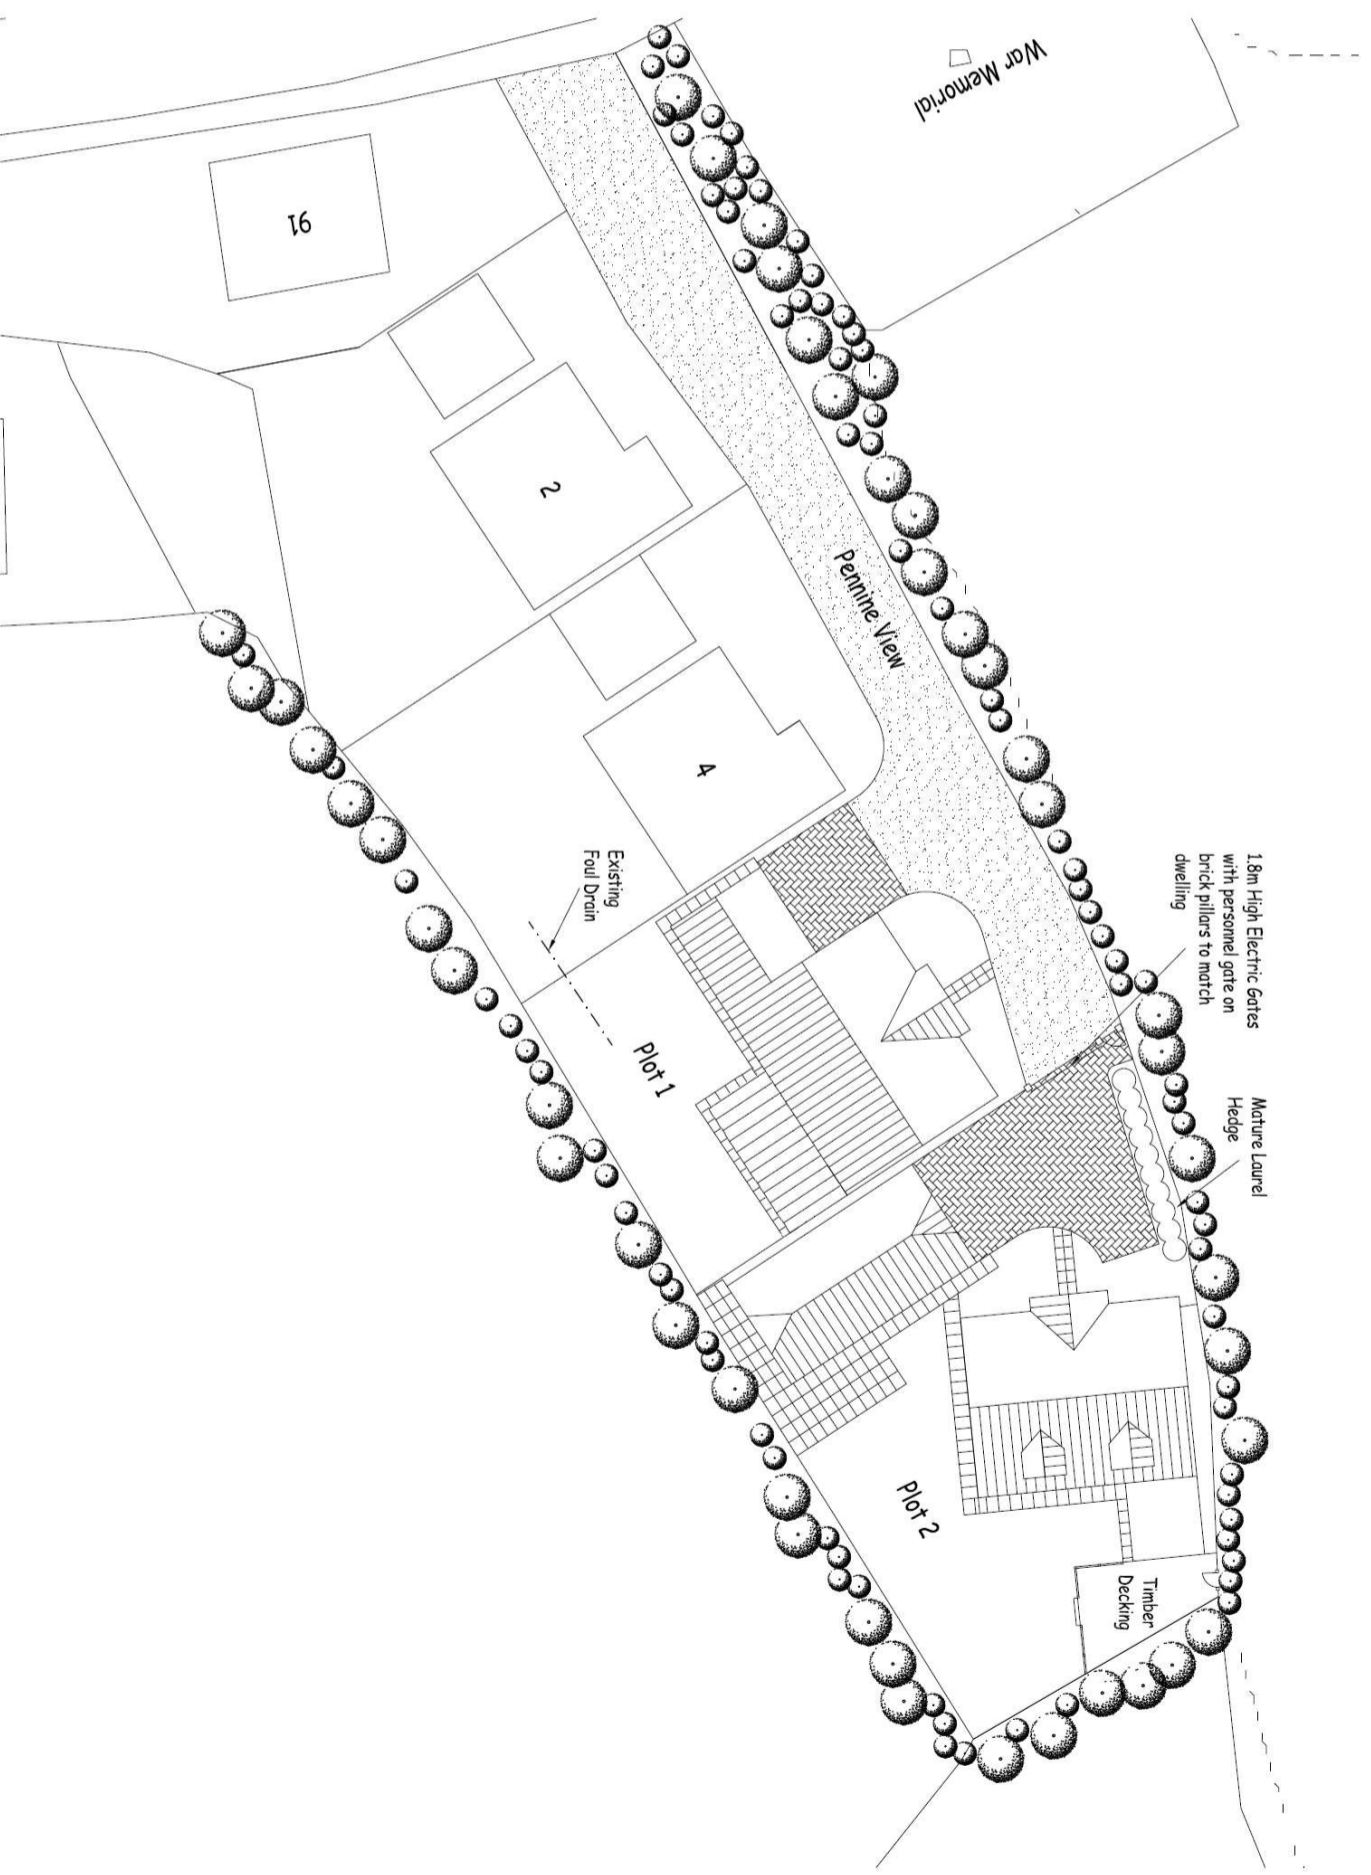 War Memorial
16
2
4
Pennine View
1.8m High Electric Gates
with personnel gate on
brick pillars to match
dwelling
Mature Laurel
Hedge
Existing
Foul Drain
Plot 1
Plot 2
Timber
Decking